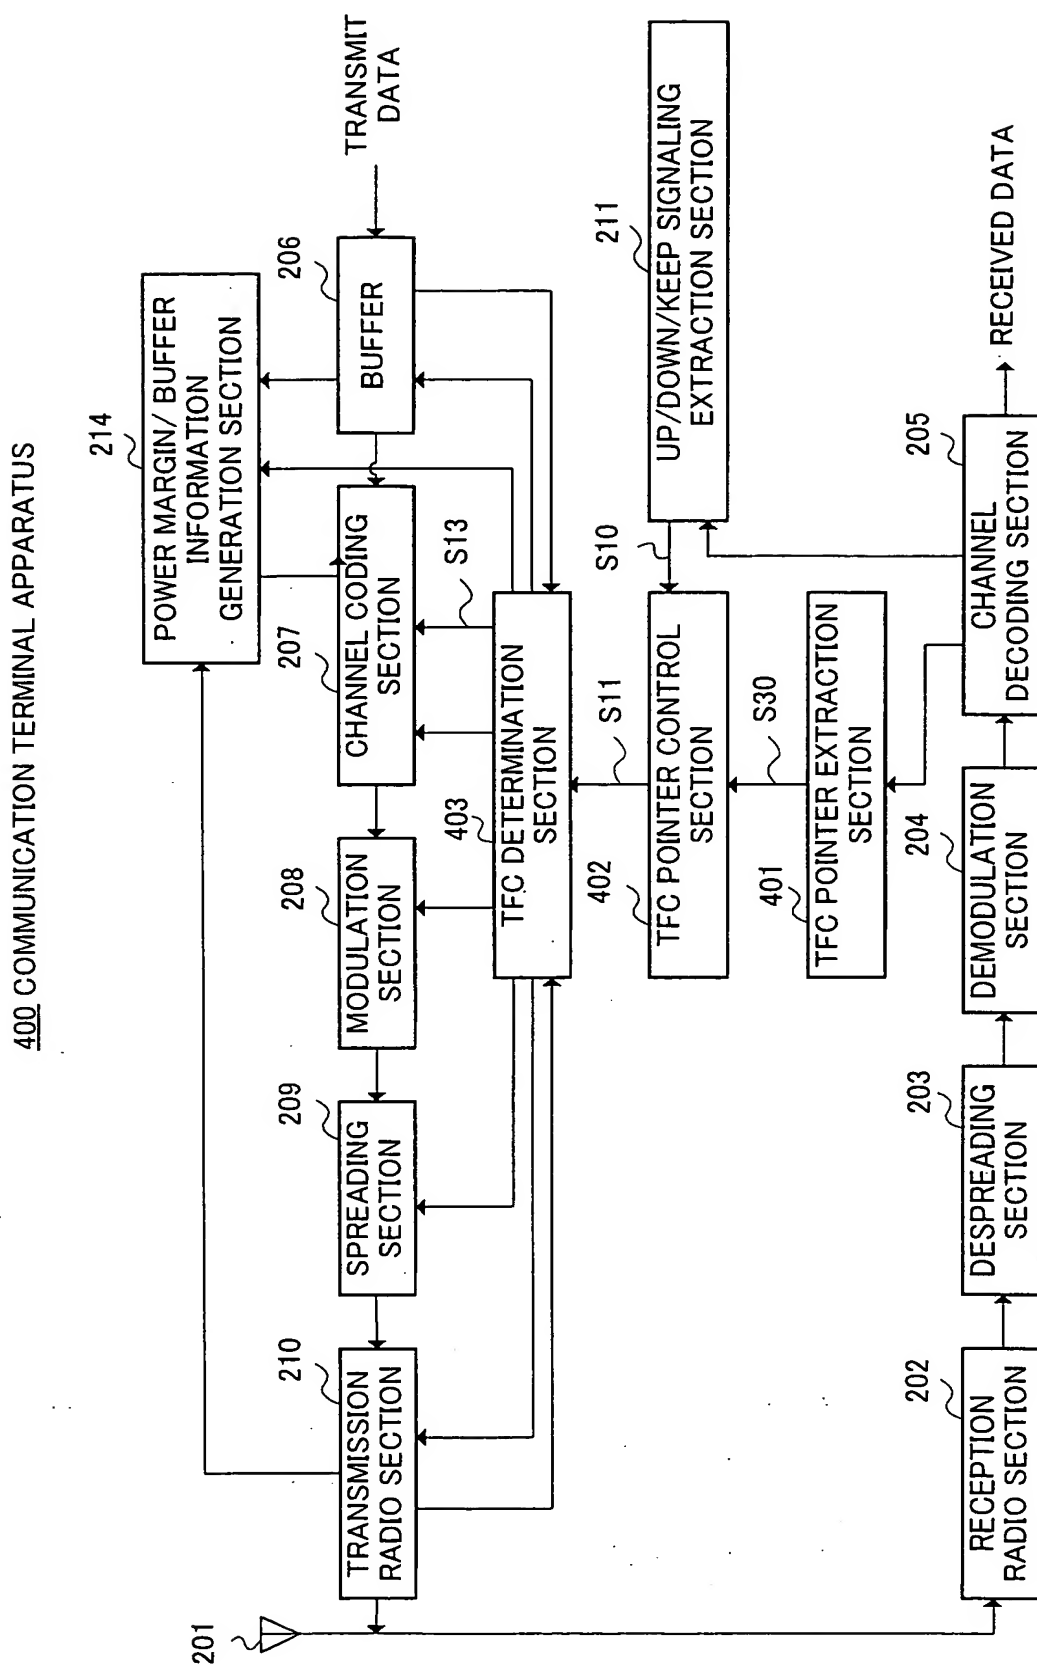 400 COMMUNICATION TERMINAL APPARATUS
214
POWER MARGIN/ BUFFER
INFORMATION
GENERATION SECTION
201
210
TRANSMISSION
RADIO SECTION
209
SPREADING
SECTION
208
MODULATION
SECTION
207
CHANNEL CODING
SECTION
206
BUFFER
TRANSMIT
DATA
S13
403
TFC DETERMINATION
SECTION
S11
402
TFC POINTER CONTROL
SECTION
S10
211
UP/DOWN/KEEP SIGNALING
EXTRACTION SECTION
S30
401
TFC POINTER EXTRACTION
SECTION
202
RECEPTION
RADIO SECTION
203
DESPREADING
SECTION
204
DEMODULATION
SECTION
205
CHANNEL
DECODING SECTION
RECEIVED DATA